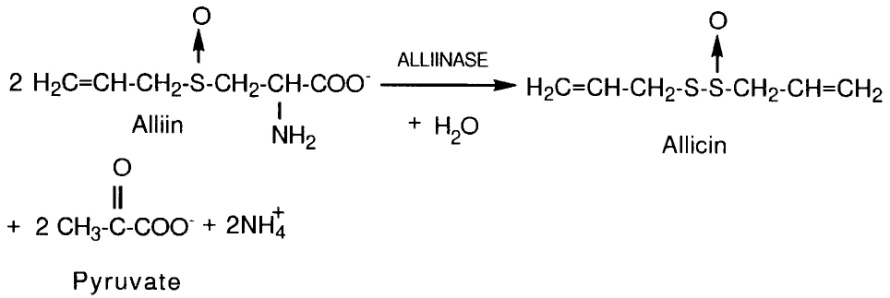 O O
2 H₂C=CH-CH₂-S-CH₂-CH-COO⁻ ALLIINASE H₂C=CH-CH₂-S-S-CH₂-CH=CH₂
Alliin NH₂ + H₂O Allicin
O
+ 2 CH₃-C-COO⁻ + 2NH₄⁺
Pyruvate